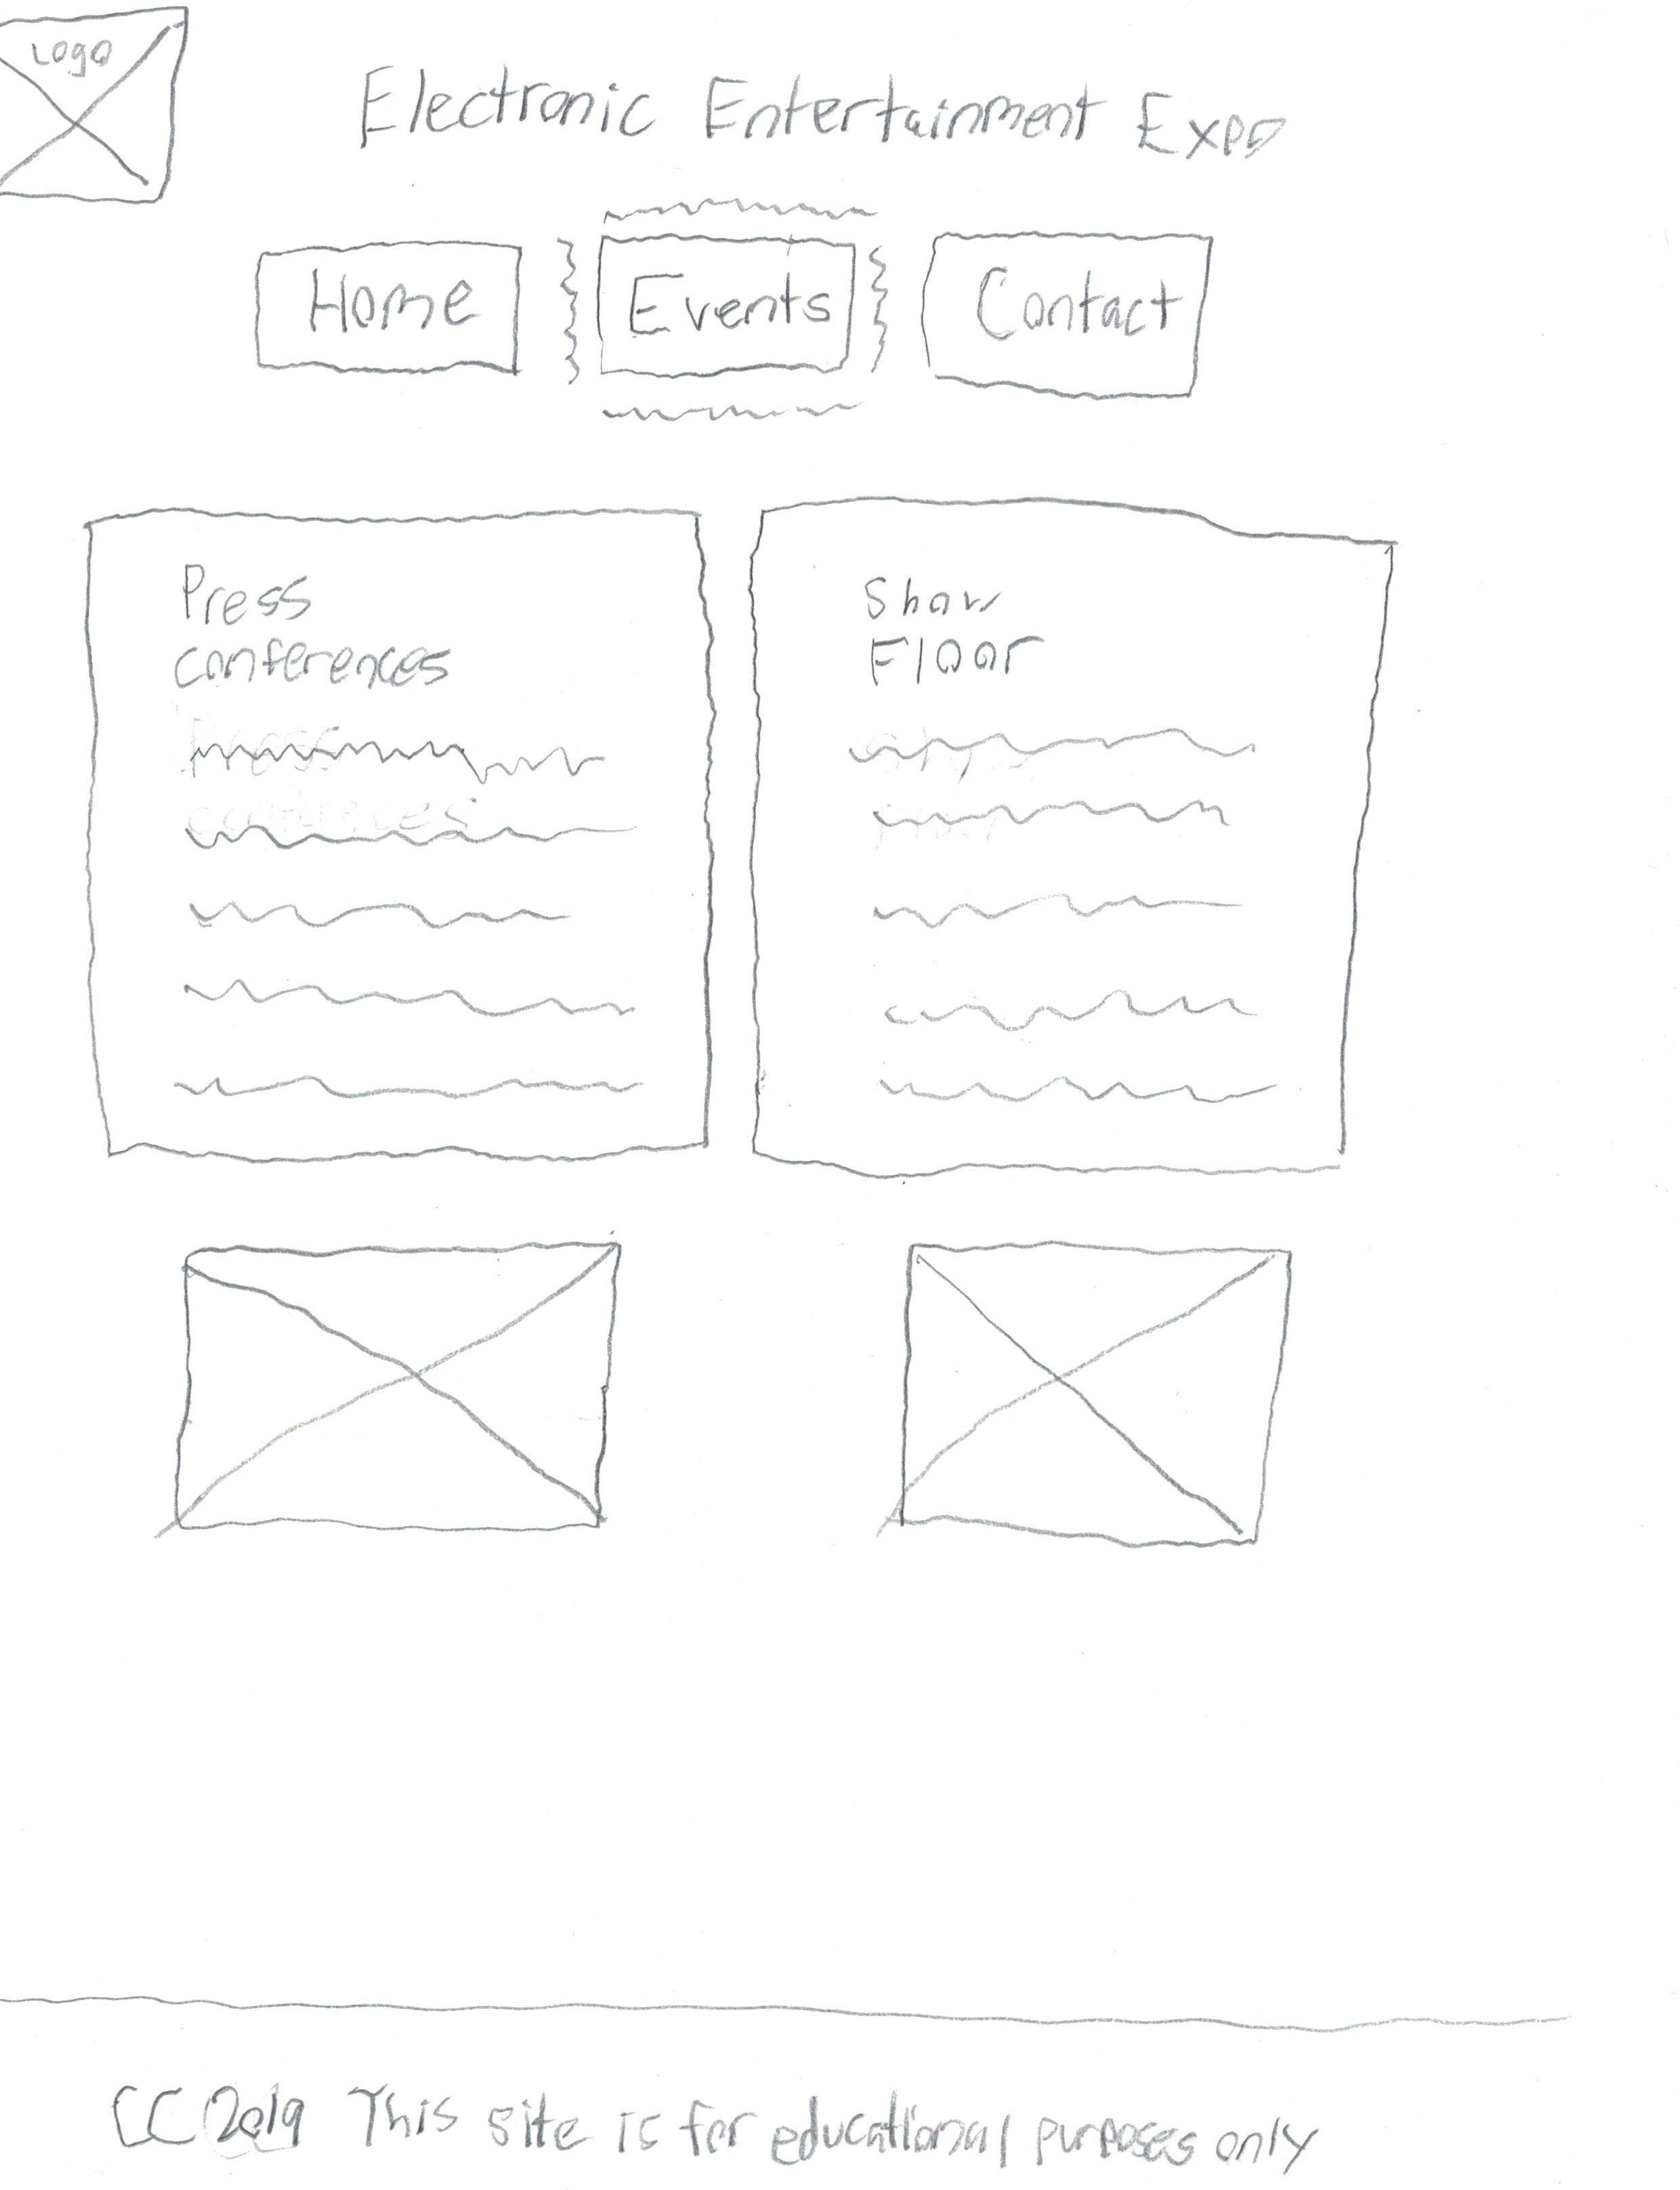 Logo
Electronic Entertainment Expo
Home Events Contact
Press
conferences
Show
Floor
CC 2019 This site is for educational purposes only